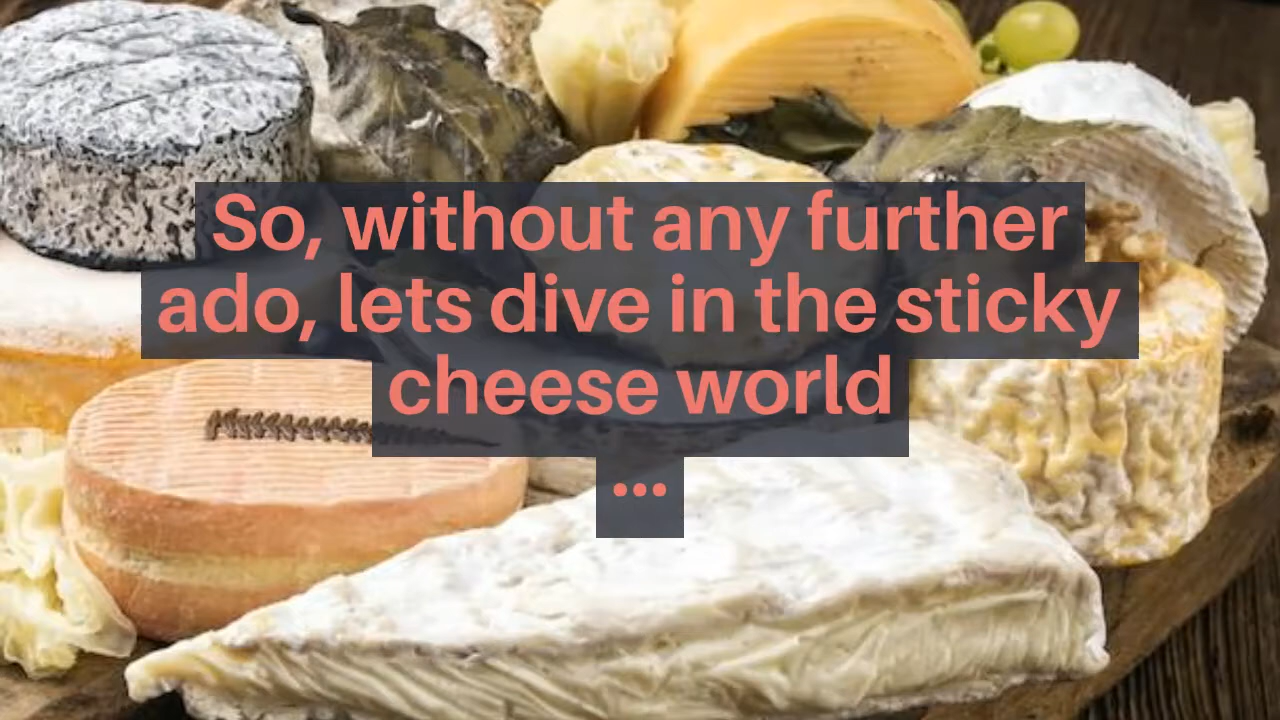 So, without any further
ado, lets dive in the sticky
cheese world
...